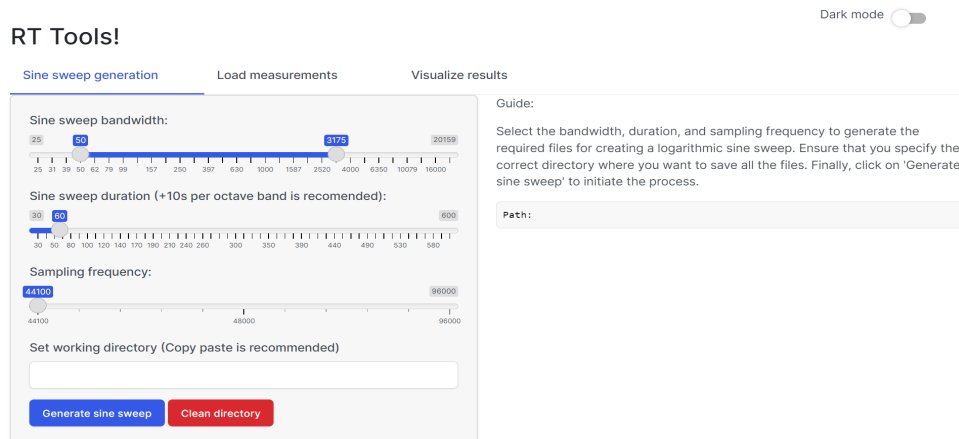 Dark mode
RT Tools!
Sine sweep generation Load measurements Visualize results
Sine sweep bandwidth:
25 50 3175 20159
25 31 39 50 62 79 99 157 250 397 630 1000 1587 2520 4000 6350 10079 16000
Sine sweep duration (+10s per octave band is recomended):
30 60 600
30 50 80 100 120 140 170 190 210 240 260 300 350 390 440 490 530 580
Sampling frequency:
44100 96000
44100 48000 96000
Set working directory (Copy paste is recommended)
Generate sine sweep Clean directory
Guide:
Select the bandwidth, duration, and sampling frequency to generate the
required files for creating a logarithmic sine sweep. Ensure that you specify the
correct directory where you want to save all the files. Finally, click on 'Generate
sine sweep' to initiate the process.
Path: